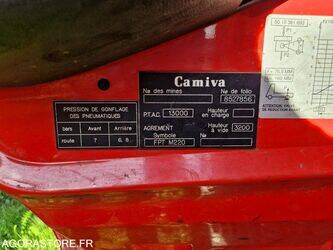 Camiva
No des mines
No de folio
8527856
P.T.A.C.
13000
Hauteur
en charge
AGREMENT
Hauteur
à vide
3200
Symbole
No
FPT M220
PRESSION DE GONFLAGE
DES PNEUMATIQUES
bars Avant Arrière
route 7 6,8
AGORASTORE.FR